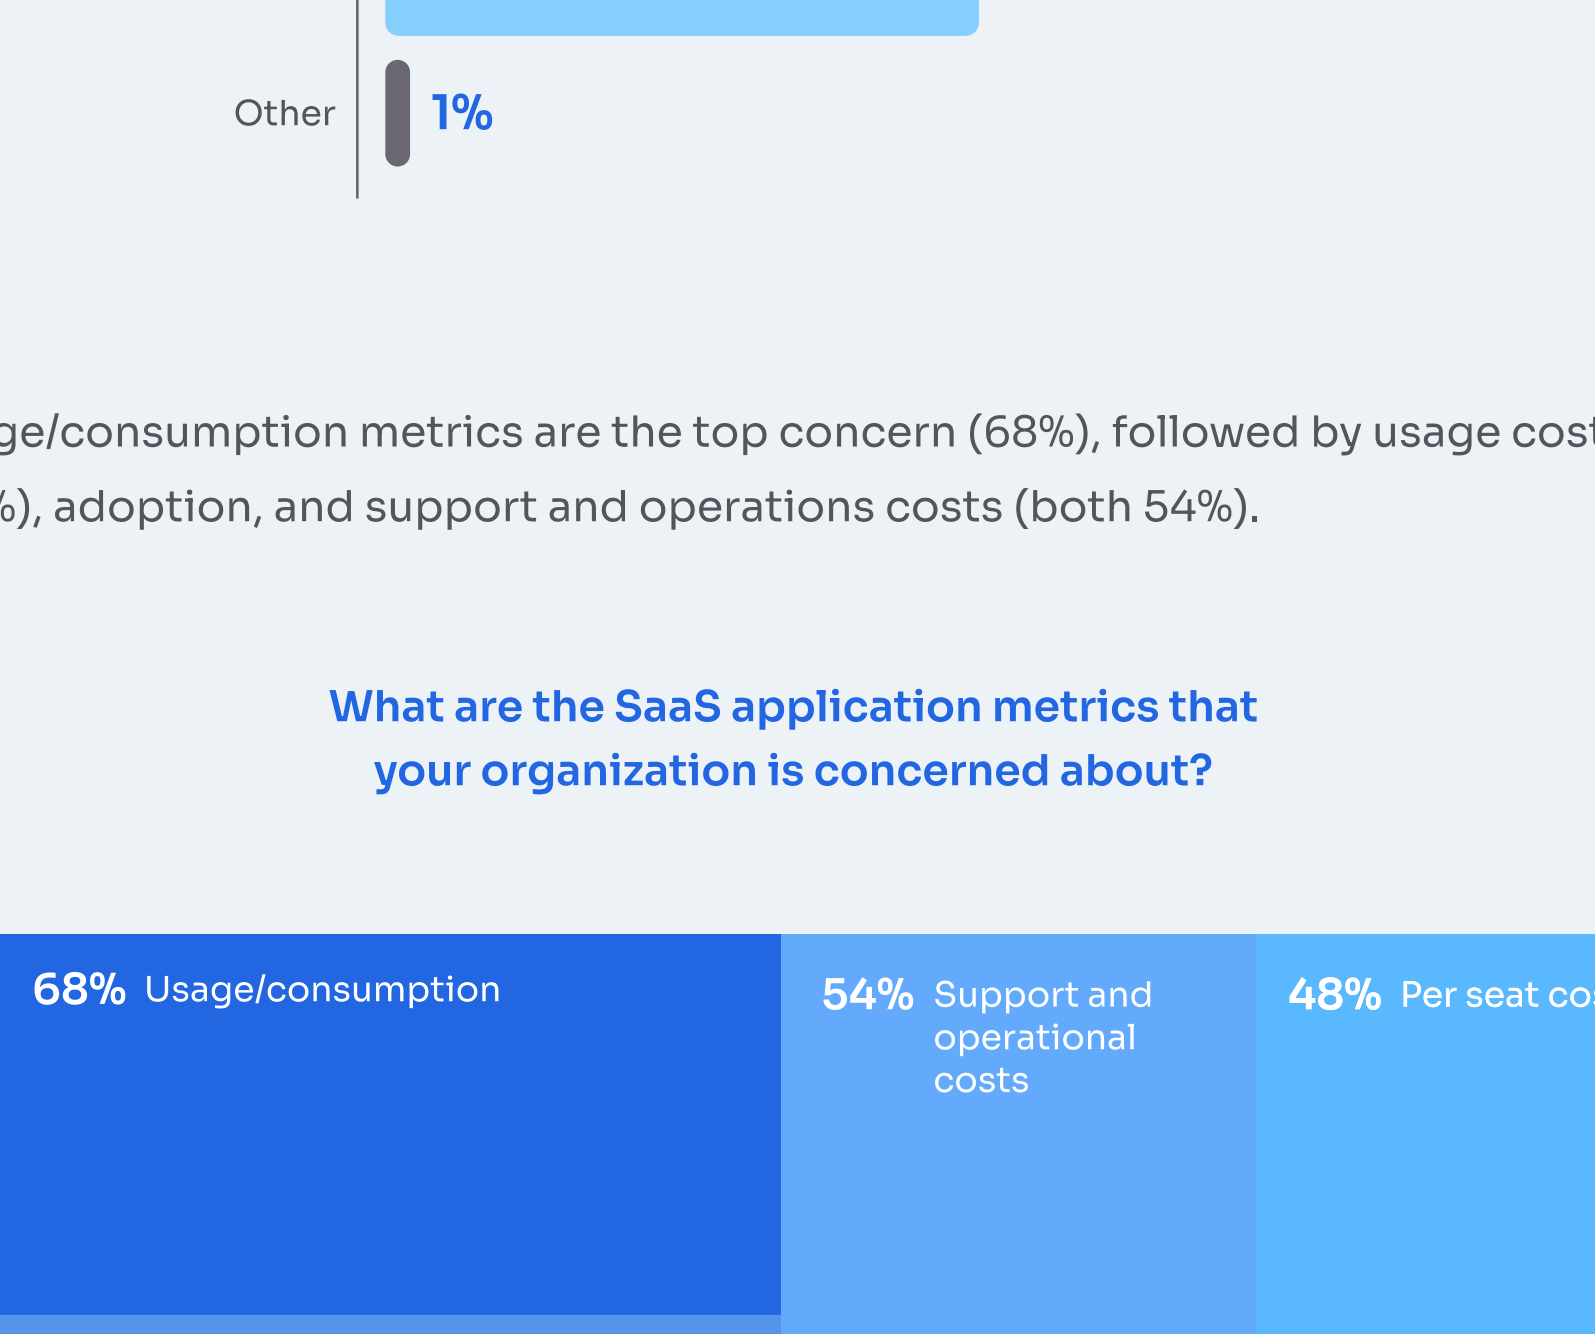 Other 1%
ge/consumption metrics are the top concern (68%), followed by usage cost
%), adoption, and support and operations costs (both 54%).
What are the SaaS application metrics that
your organization is concerned about?
68% Usage/consumption
54% Support and
operational
costs
48% Per seat cos